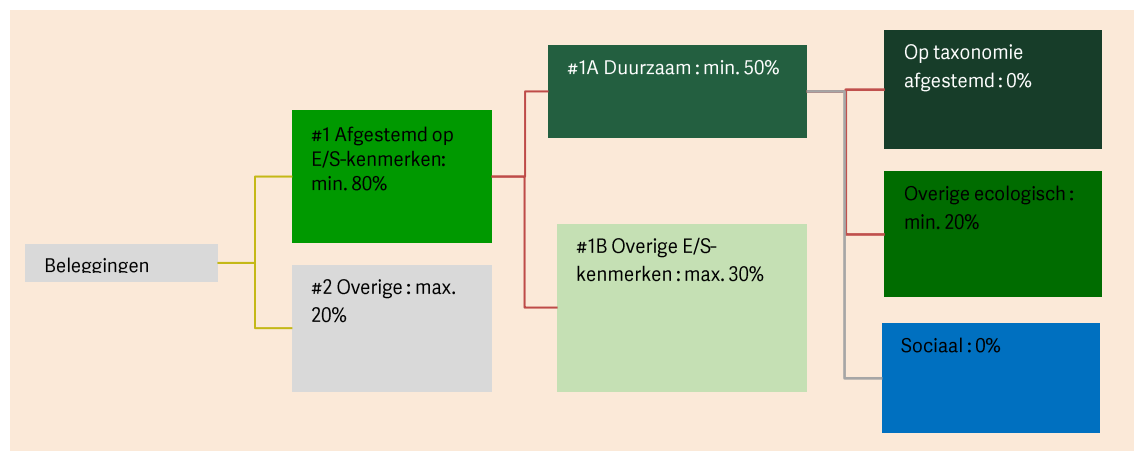 Beleggingen
#1 Afgestemd op
E/S-kenmerken:
min. 80%
#2 Overige : max.
20%
#1A Duurzaam : min. 50%
#1B Overige E/S-
kenmerken : max. 30%
Op taxonomie
afgestemd : 0%
Overige ecologisch :
min. 20%
Sociaal : 0%